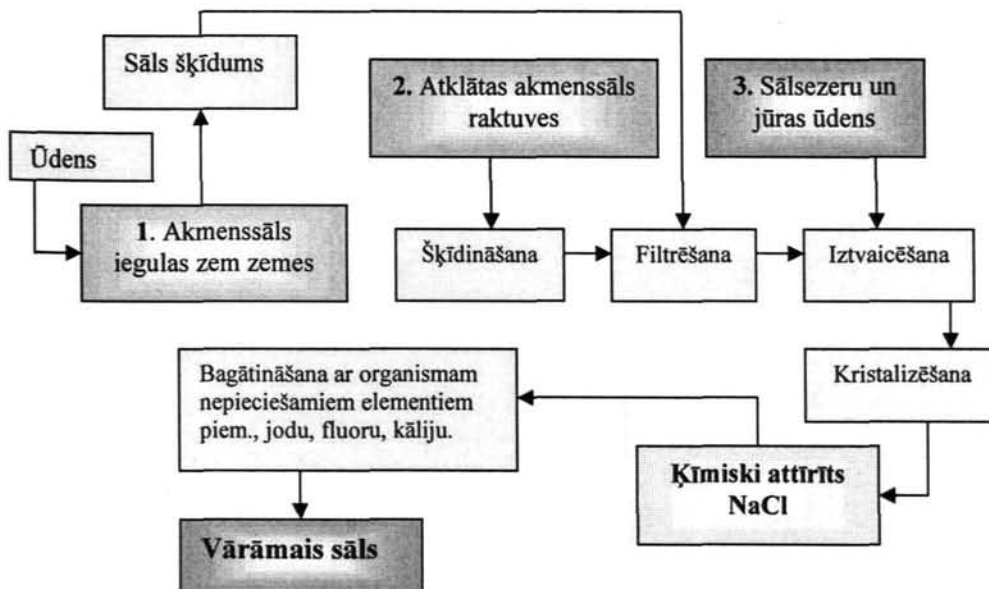 Sāls šķīdums
Ūdens
1. Akmenssāls
iegulas zem zemes
2. Atklātas akmenssāls
raktuves
3. Sālsezeru un
jūras ūdens
Šķīdināšana
Filtrēšana
Iztvaicēšana
Kristalizēšana
Ķīmiski attīrīts
NaCl
Bagātināšana ar organismam
nepieciešamiem elementiem
piem., jodu, fluoru, kāliju.
Vārāmais sāls